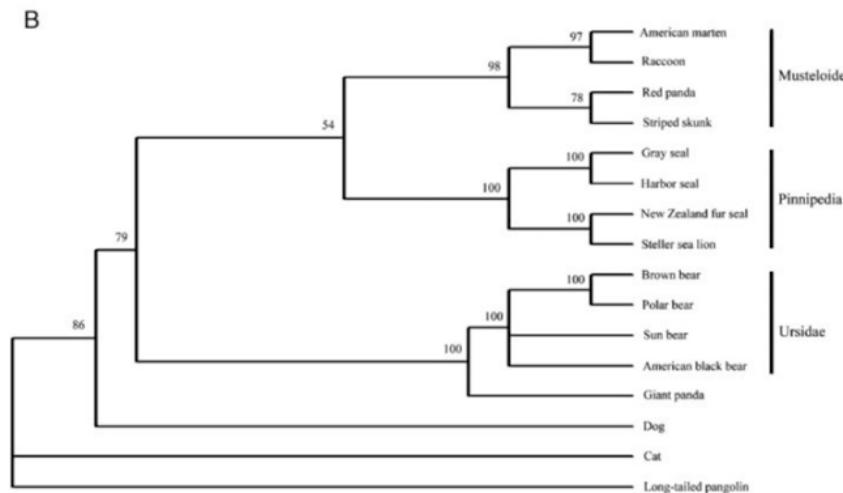 B
American marten
97
Raccoon
Musteloide
98
Red panda
78
Striped skunk
54
Gray seal
100
Harbor seal
100
Pinnipedia
New Zealand fur seal
100
Steller sea lion
79
Brown bear
100
Polar bear
100
Sun bear
Ursidae
86
100
American black bear
Giant panda
Dog
Cat
Long-tailed pangolin